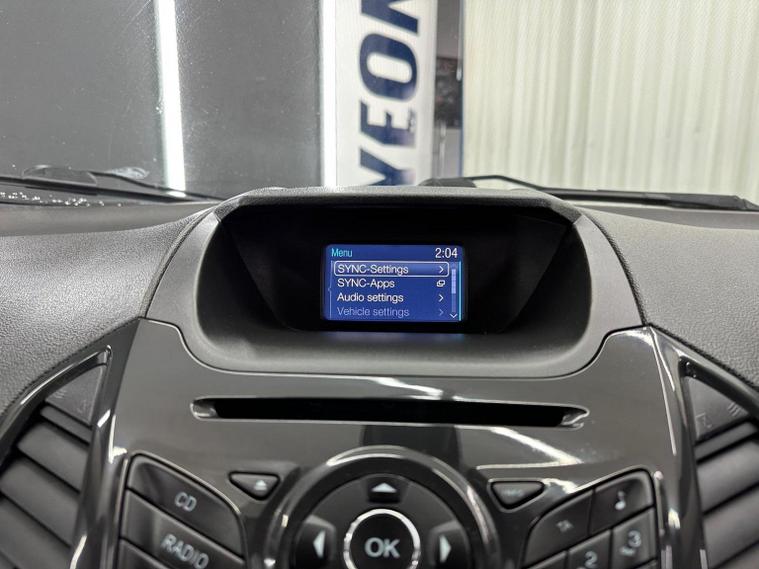 YEON
Menu 2:04
SYNC-Settings
SYNC-Apps
Audio settings
Vehicle settings
CD
RADIO
OK
TA
2
3